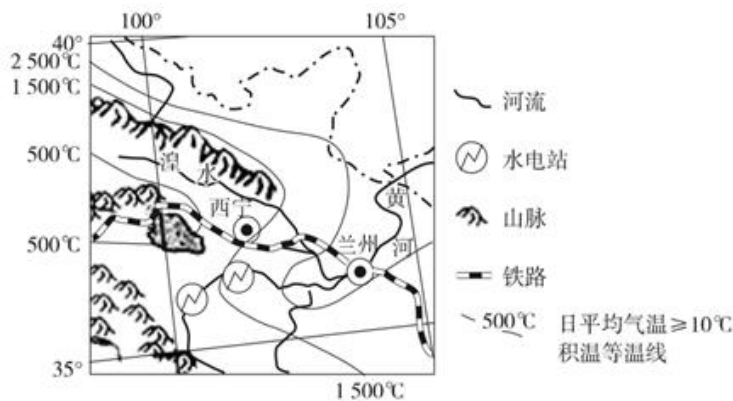 100°
105°
40°
2 500℃
1 500℃
500℃
500℃
35°
1 500℃
湟水
西宁
兰州
黄河
河流
水电站
山脉
铁路
500℃ 日平均气温≥10℃
积温等温线